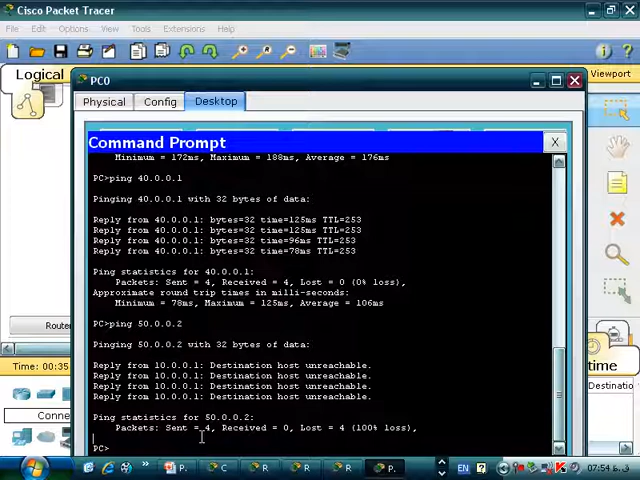 Cisco Packet Tracer
File Edit Options View Tools Extensions Help
Logical
Viewport
PC0
Physical Config Desktop
Command Prompt
X
Minimum = 172ms, Maximum = 188ms, Average = 176ms
PC>ping 40.0.0.1
Pinging 40.0.0.1 with 32 bytes of data:
Reply from 40.0.0.1: bytes=32 time=125ms TTL=253
Reply from 40.0.0.1: bytes=32 time=125ms TTL=253
Reply from 40.0.0.1: bytes=32 time=96ms TTL=253
Reply from 40.0.0.1: bytes=32 time=78ms TTL=253
Ping statistics for 40.0.0.1:
Packets: Sent = 4, Received = 4, Lost = 0 (0% loss),
Approximate round trip times in milli-seconds:
Minimum = 78ms, Maximum = 125ms, Average = 106ms
PC>ping 50.0.0.2
Pinging 50.0.0.2 with 32 bytes of data:
Reply from 10.0.0.1: Destination host unreachable.
Reply from 10.0.0.1: Destination host unreachable.
Reply from 10.0.0.1: Destination host unreachable.
Reply from 10.0.0.1: Destination host unreachable.
Ping statistics for 50.0.0.2:
Packets: Sent = 4, Received = 0, Lost = 4 (100% loss),
PC>
Router
Time: 00:35
Conne
time
Destinatio
P. C R R R P.
EN
07:54